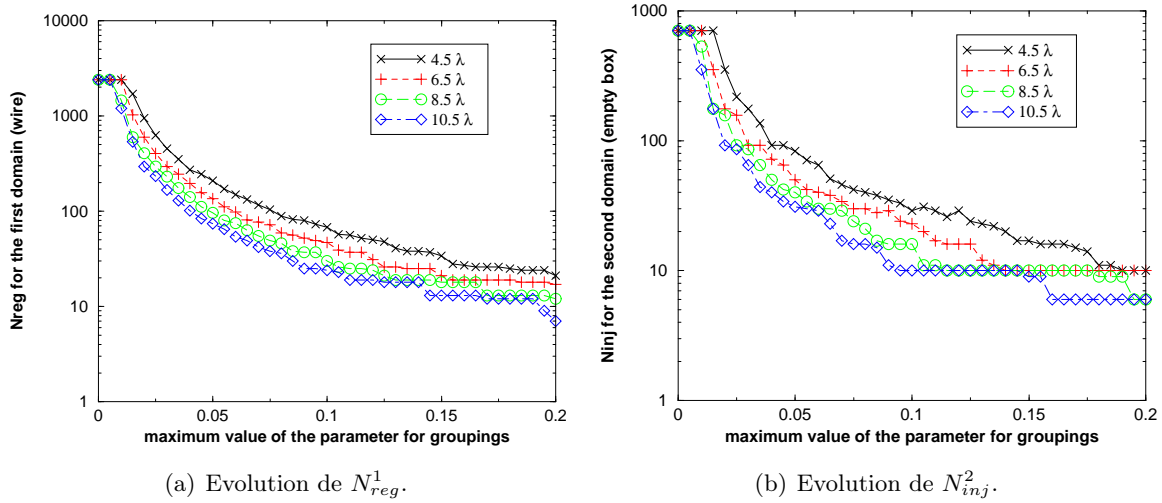 10000
1000
100
10
1
0
0.05
0.1
0.15
0.2
Nreg for the first domain (wire)
maximum value of the parameter for groupings
4.5 λ
6.5 λ
8.5 λ
10.5 λ
(a) Evolution de N^1_{reg}.
1000
100
10
1
0
0.05
0.1
0.15
0.2
Ninj for the second domain (empty box)
maximum value of the parameter for groupings
4.5 λ
6.5 λ
8.5 λ
10.5 λ
(b) Evolution de N^2_{inj}.